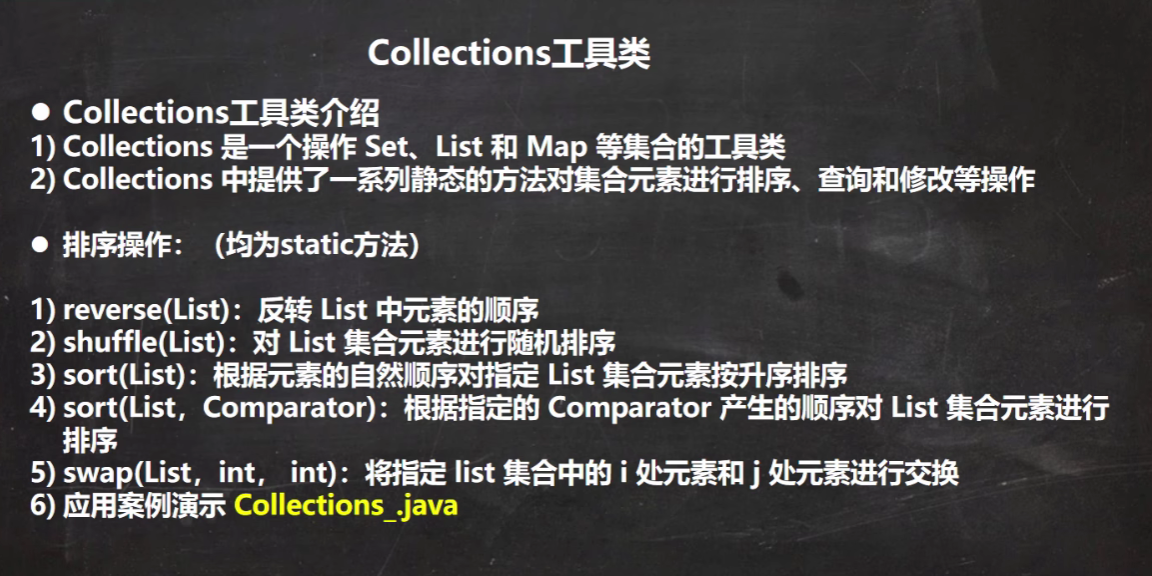 Collections工具类
● Collections工具类介绍
1) Collections 是一个操作 Set、List 和 Map 等集合的工具类
2) Collections 中提供了一系列静态的方法对集合元素进行排序、查询和修改等操作
● 排序操作：（均为static方法）
1) reverse(List)：反转 List 中元素的顺序
2) shuffle(List)：对 List 集合元素进行随机排序
3) sort(List)：根据元素的自然顺序对指定 List 集合元素按升序排序
4) sort(List，Comparator)：根据指定的 Comparator 产生的顺序对 List 集合元素进行
排序
5) swap(List，int， int)：将指定 list 集合中的 i 处元素和 j 处元素进行交换
6) 应用案例演示 Collections_.java